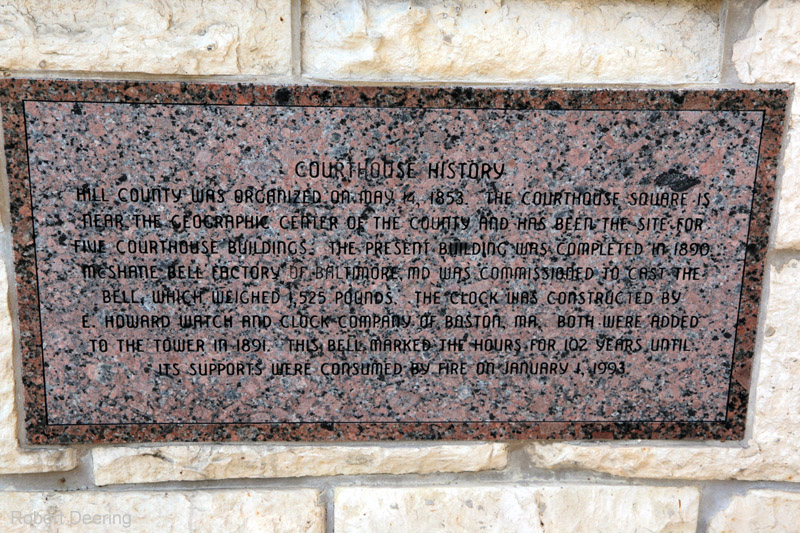 COURTHOUSE HISTORY
HILL COUNTY WAS ORGANIZED ON MAY 14, 1853. THE COURTHOUSE SQUARE IS
NEAR THE GEOGRAPHIC CENTER OF THE COUNTY AND HAS BEEN THE SITE FOR
FIVE COURTHOUSE BUILDINGS. THE PRESENT BUILDING WAS COMPLETED IN 1890.
MCSHANE BELL FACTORY OF BALTIMORE, MD WAS COMMISSIONED TO CAST THE
BELL, WHICH WEIGHED 1,525 POUNDS. THE CLOCK WAS CONSTRUCTED BY
E. HOWARD WATCH AND CLOCK COMPANY OF BOSTON, MA. BOTH WERE ADDED
TO THE TOWER IN 1891. THIS BELL MARKED THE HOURS FOR 102 YEARS UNTIL
ITS SUPPORTS WERE CONSUMED BY FIRE ON JANUARY 1, 1993.
Robert Deering